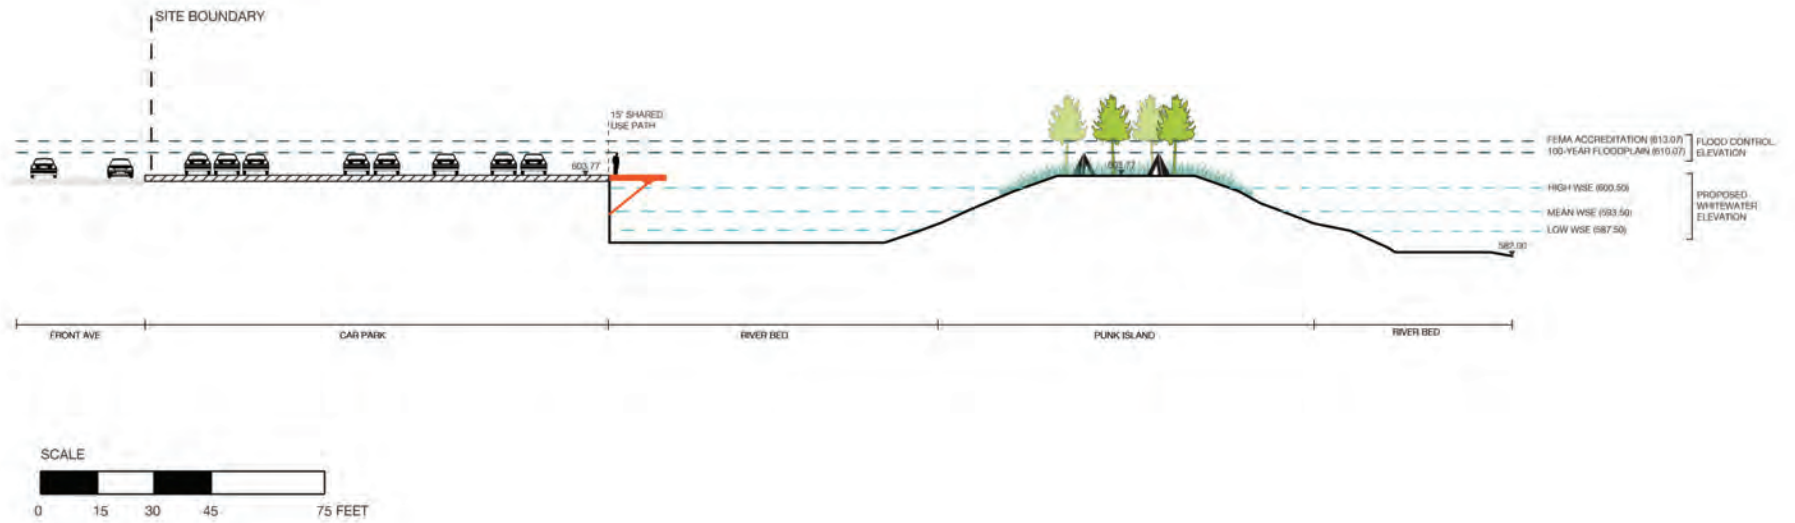 SITE BOUNDARY
15' SHARED
USE PATH
603.77
603.77
FEMA ACCREDITATION (613.07)
100-YEAR FLOODPLAIN (610.07)
FLOOD CONTROL
ELEVATION
HIGH WSE (600.50)
MEAN WSE (593.50)
LOW WSE (587.50)
PROPOSED
WHITEWATER
ELEVATION
582.00
FRONT AVE
CAR PARK
RIVER BED
PUNK ISLAND
RIVER BED
SCALE
0 15 30 45 75 FEET